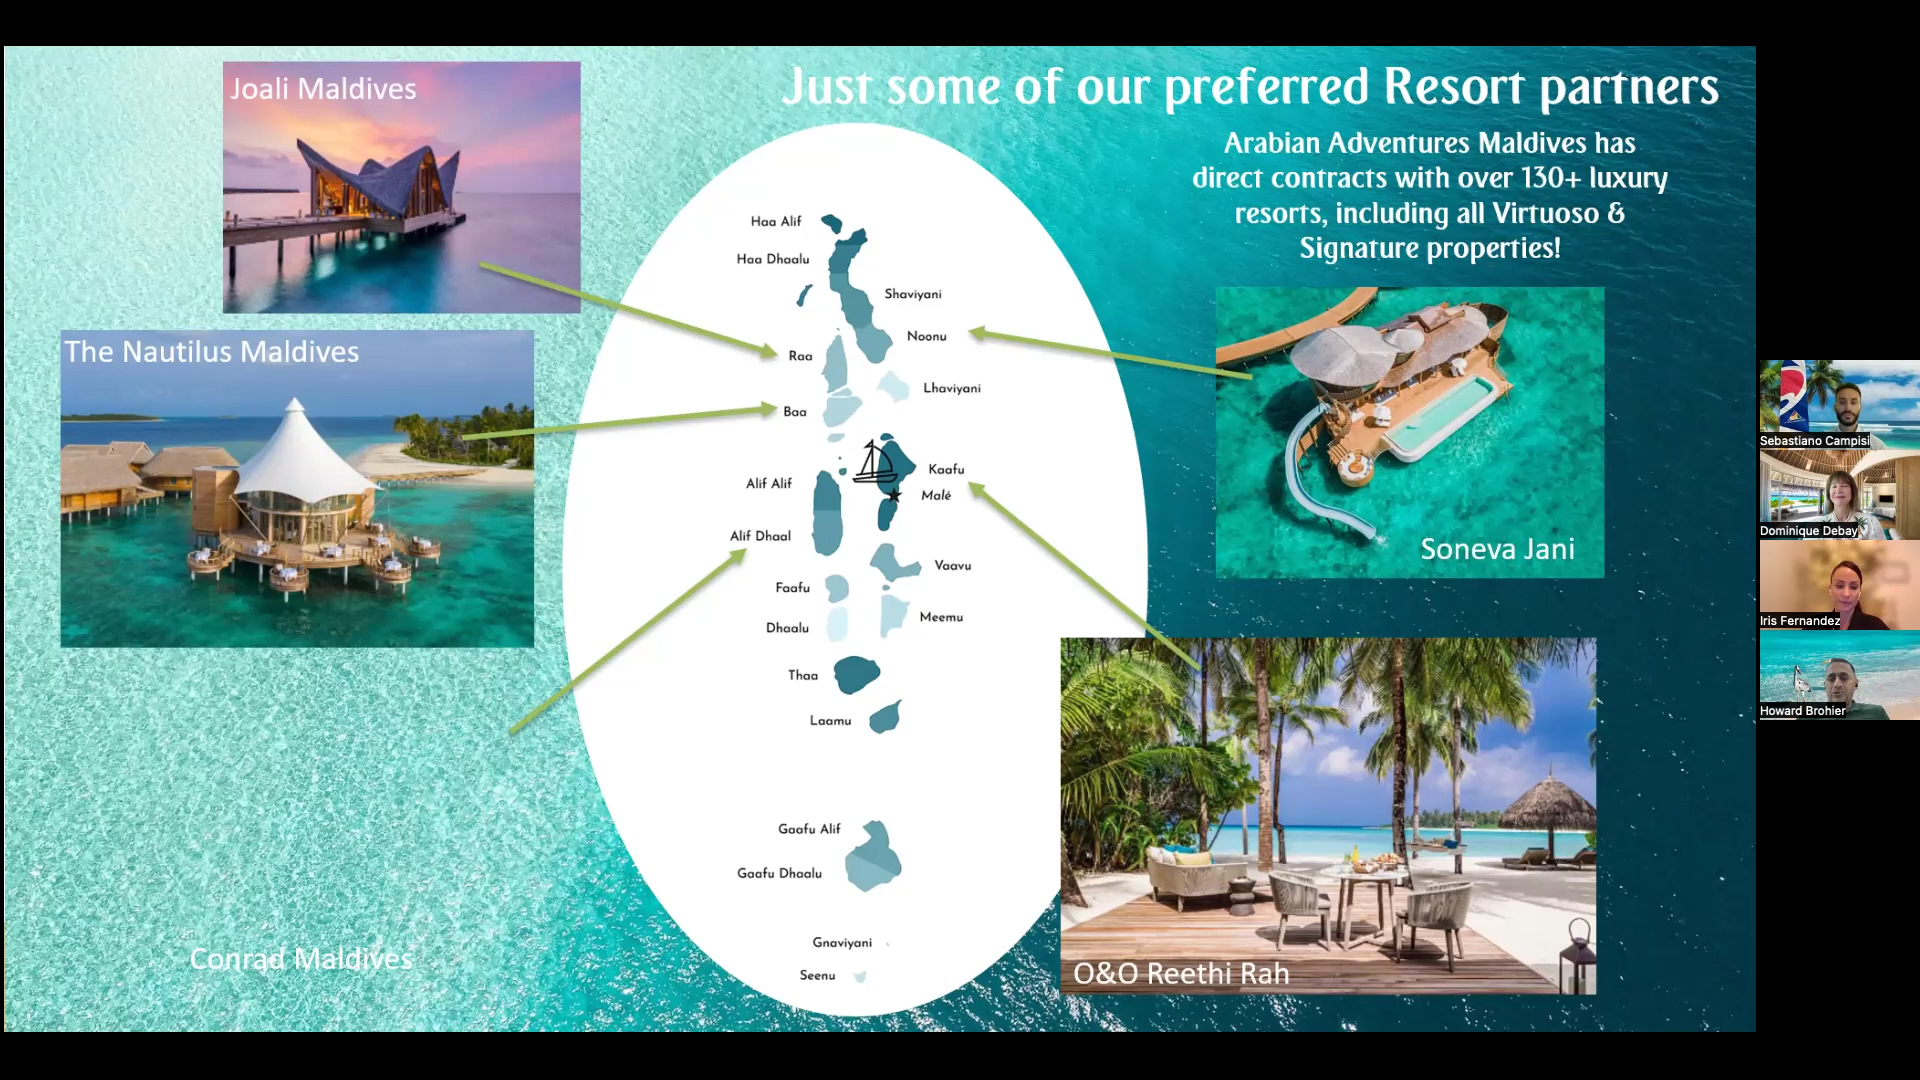 Just some of our preferred Resort partners
Arabian Adventures Maldives has
direct contracts with over 130+ luxury
resorts, including all Virtuoso &
Signature properties!
Joali Maldives
The Nautilus Maldives
Conrad Maldives
Soneva Jani
O&O Reethi Rah
Haa Alif
Haa Dhaalu
Shaviyani
Noonu
Raa
Lhaviyani
Baa
Kaafu
Alif Alif
Malé
Alif Dhaal
Vaavu
Faafu
Meemu
Dhaalu
Thaa
Laamu
Gaafu Alif
Gaafu Dhaalu
Gnaviyani
Seenu
Sebastiano Campisi
Dominique Debay
Iris Fernandez
Howard Brohier